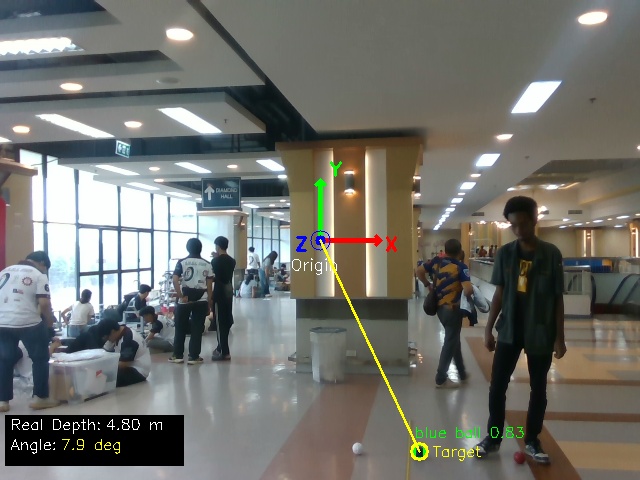 DIAMOND
HALL
Y
Z
X
Origin
blue ball 0.83
Target
Real Depth: 4.80 m
Angle: 7.9 deg